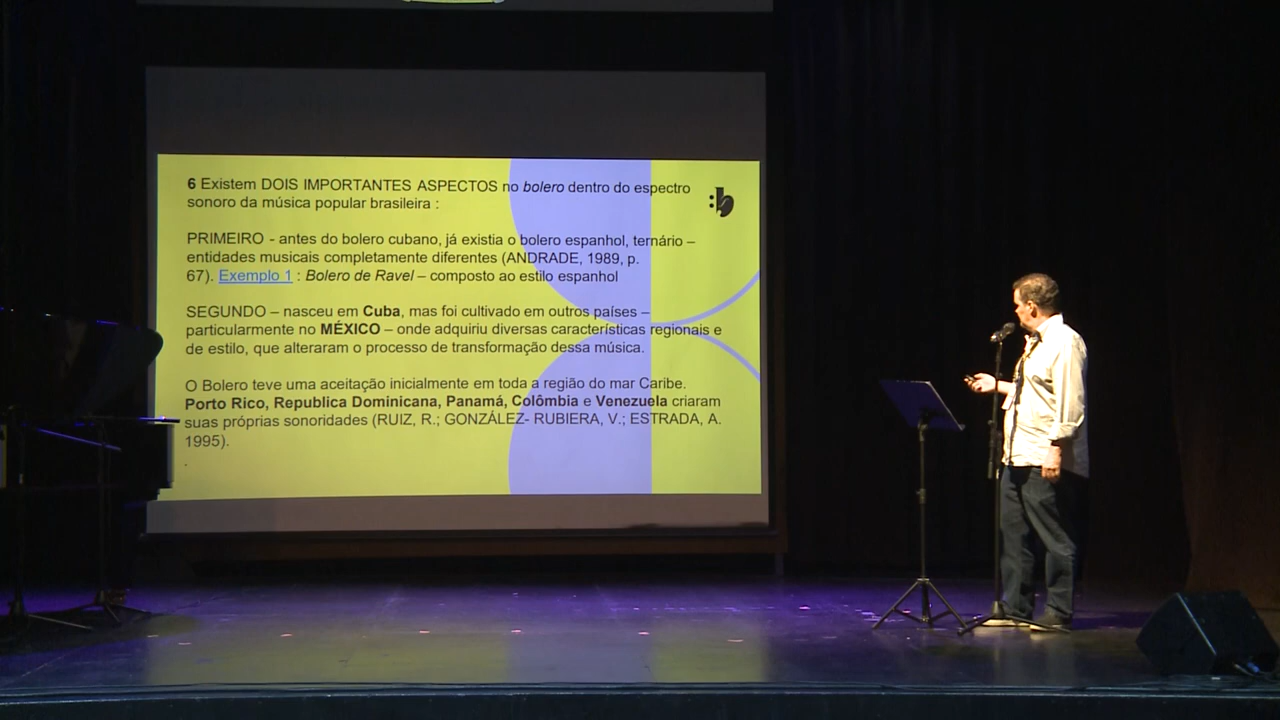 6 Existem DOIS IMPORTANTES ASPECTOS no bolero dentro do espectro
sonoro da música popular brasileira :
PRIMEIRO - antes do bolero cubano, já existia o bolero espanhol, ternário –
entidades musicais completamente diferentes (ANDRADE, 1989, p.
67). Exemplo 1 : Bolero de Ravel – composto ao estilo espanhol
SEGUNDO – nasceu em Cuba, mas foi cultivado em outros países –
particularmente no MÉXICO – onde adquiriu diversas características regionais e
de estilo, que alteraram o processo de transformação dessa música.
O Bolero teve uma aceitação inicialmente em toda a região do mar Caribe.
Porto Rico, Republica Dominicana, Panamá, Colômbia e Venezuela criaram
suas próprias sonoridades (RUIZ, R.; GONZÁLEZ- RUBIERA, V.; ESTRADA, A.
1995).
.